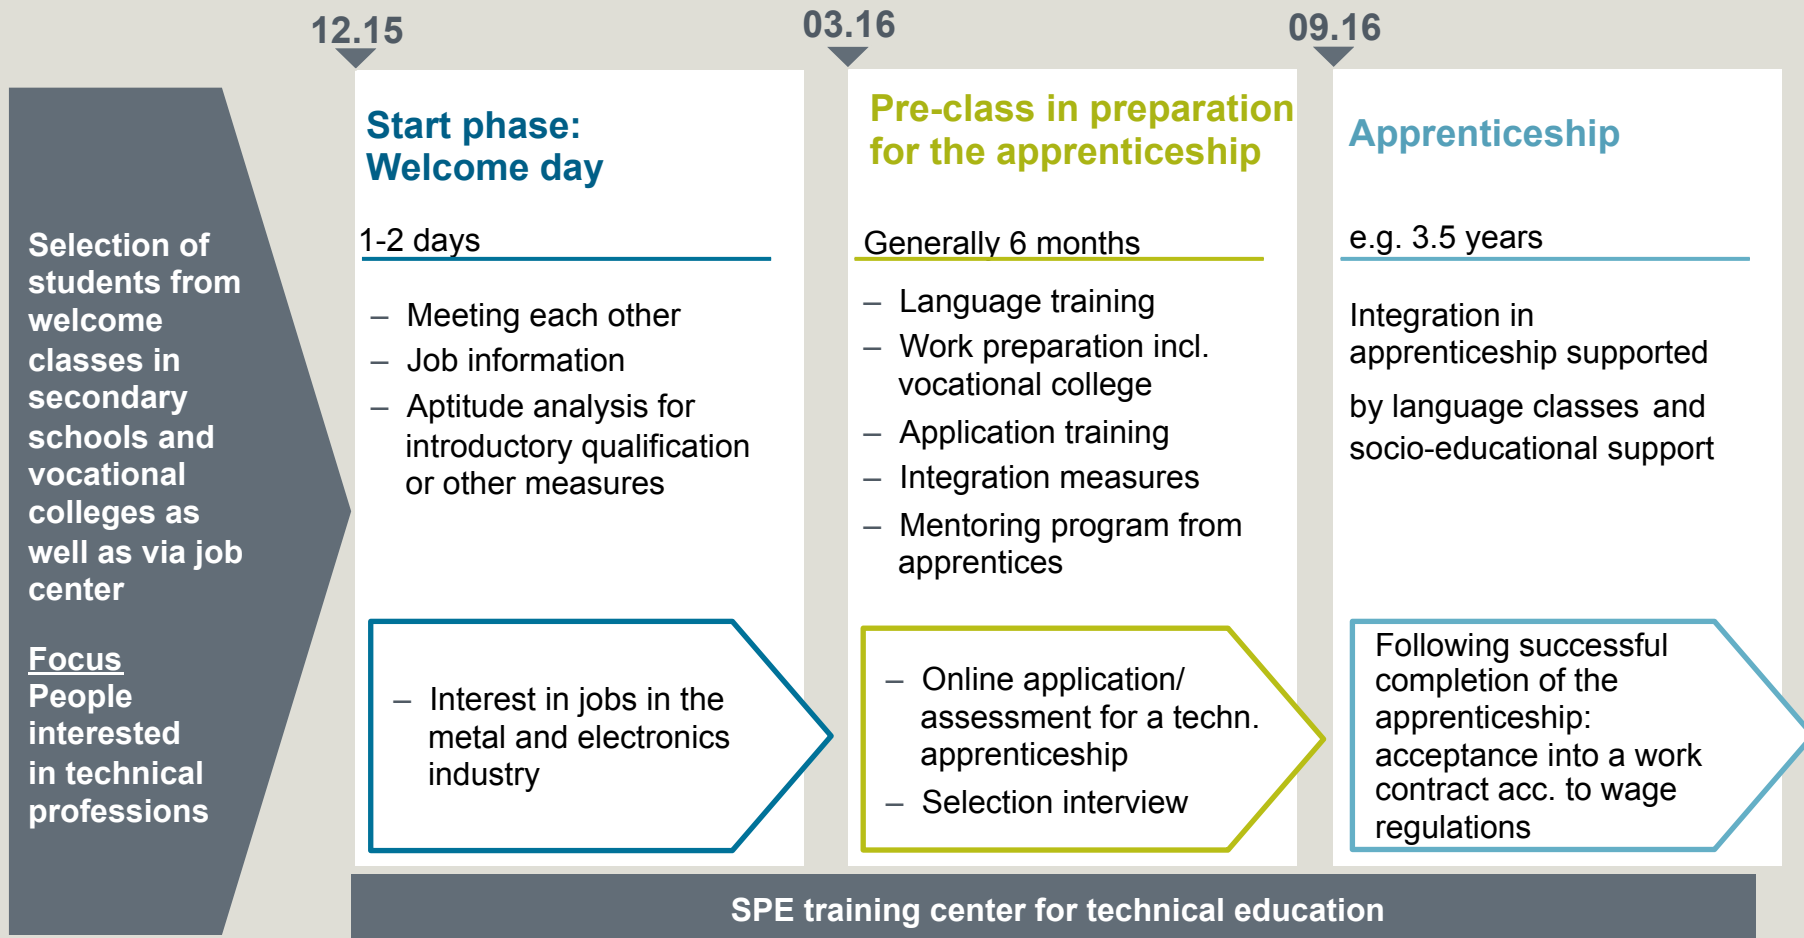 12.15
03.16
09.16
Selection of
students from
welcome
classes in
secondary
schools and
vocational
colleges as
well as via job
center
Focus
People
interested
in technical
professions
Start phase:
Welcome day
1-2 days
– Meeting each other
– Job information
– Aptitude analysis for
introductory qualification
or other measures
– Interest in jobs in the
metal and electronics
industry
Pre-class in preparation
for the apprenticeship
Generally 6 months
– Language training
– Work preparation incl.
vocational college
– Application training
– Integration measures
– Mentoring program from
apprentices
– Online application/
assessment for a techn.
apprenticeship
– Selection interview
Apprenticeship
e.g. 3.5 years
Integration in
apprenticeship supported
by language classes and
socio-educational support
Following successful
completion of the
apprenticeship:
acceptance into a work
contract acc. to wage
regulations
SPE training center for technical education